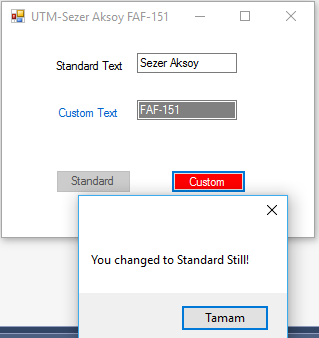 UTM-Sezer Aksoy FAF-151
Standard Text Sezer Aksoy
Custom Text FAF-151
Standard Custom
You changed to Standard Still!
Tamam